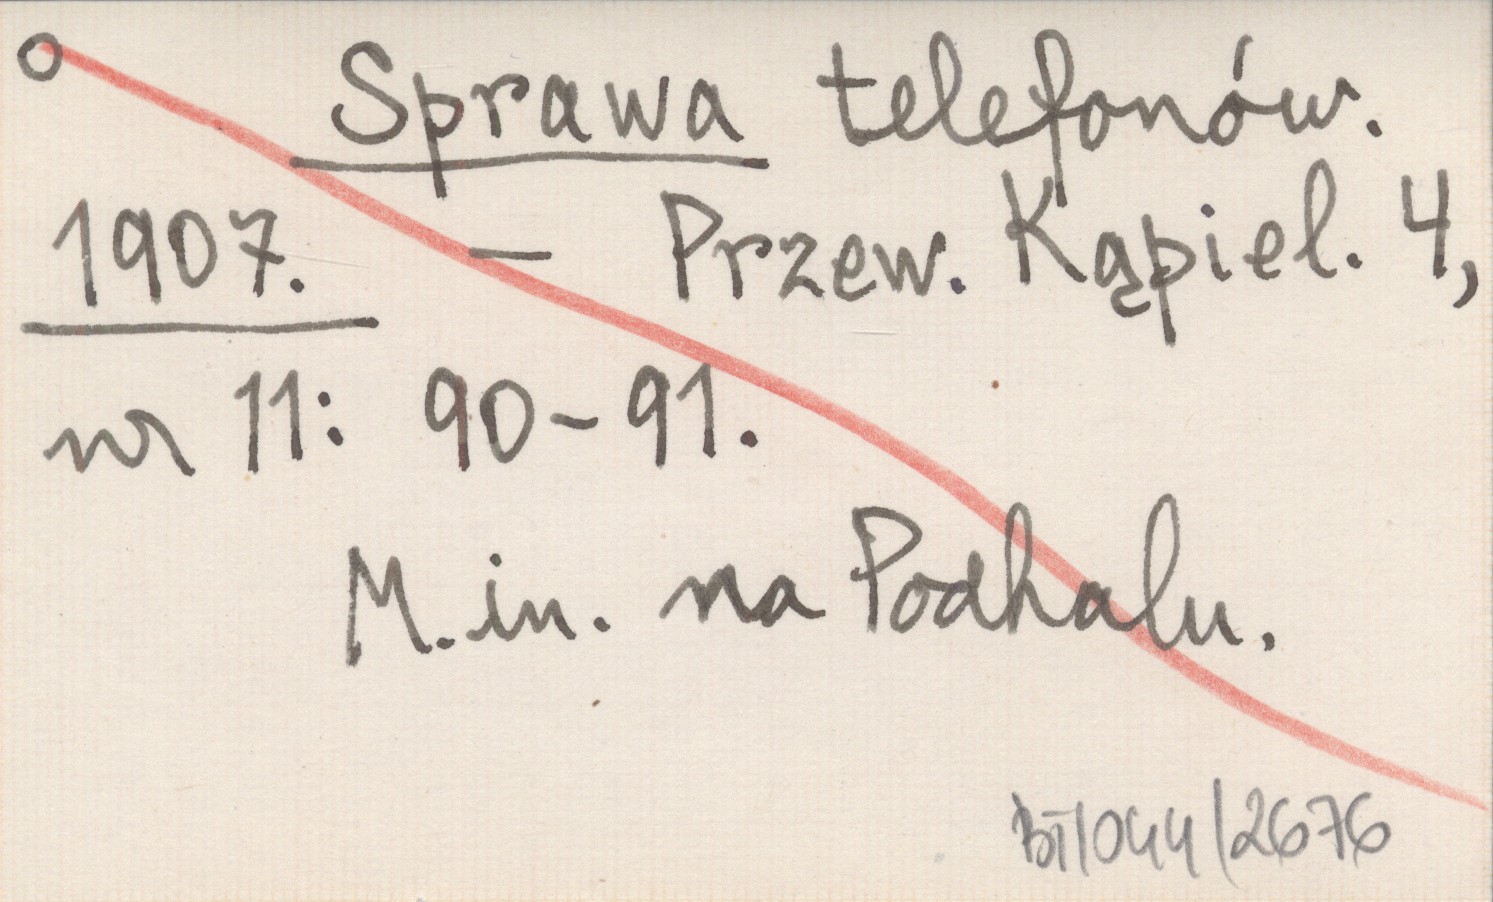 Sprawa telefonów.
1907. — Przew. Kąpiel. 4,
nr 11: 90-91.
M.in. na Podhalu.
BT/044/2676